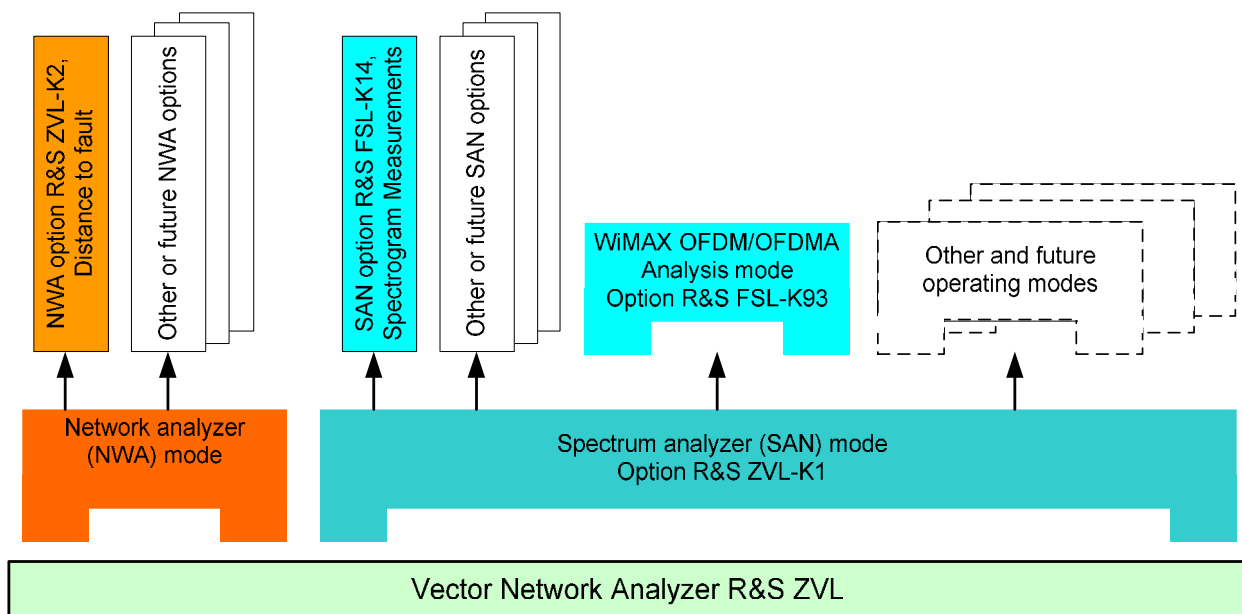 NWA option R&S ZVL-K2,
Distance to fault
Other or future NWA options
SAN option R&S FSL-K14,
Spectrogram Measurements
Other or future SAN options
WiMAX OFDM/OFDMA
Analysis mode
Option R&S FSL-K93
Other and future
operating modes
Network analyzer
(NWA) mode
Spectrum analyzer (SAN) mode
Option R&S ZVL-K1
Vector Network Analyzer R&S ZVL